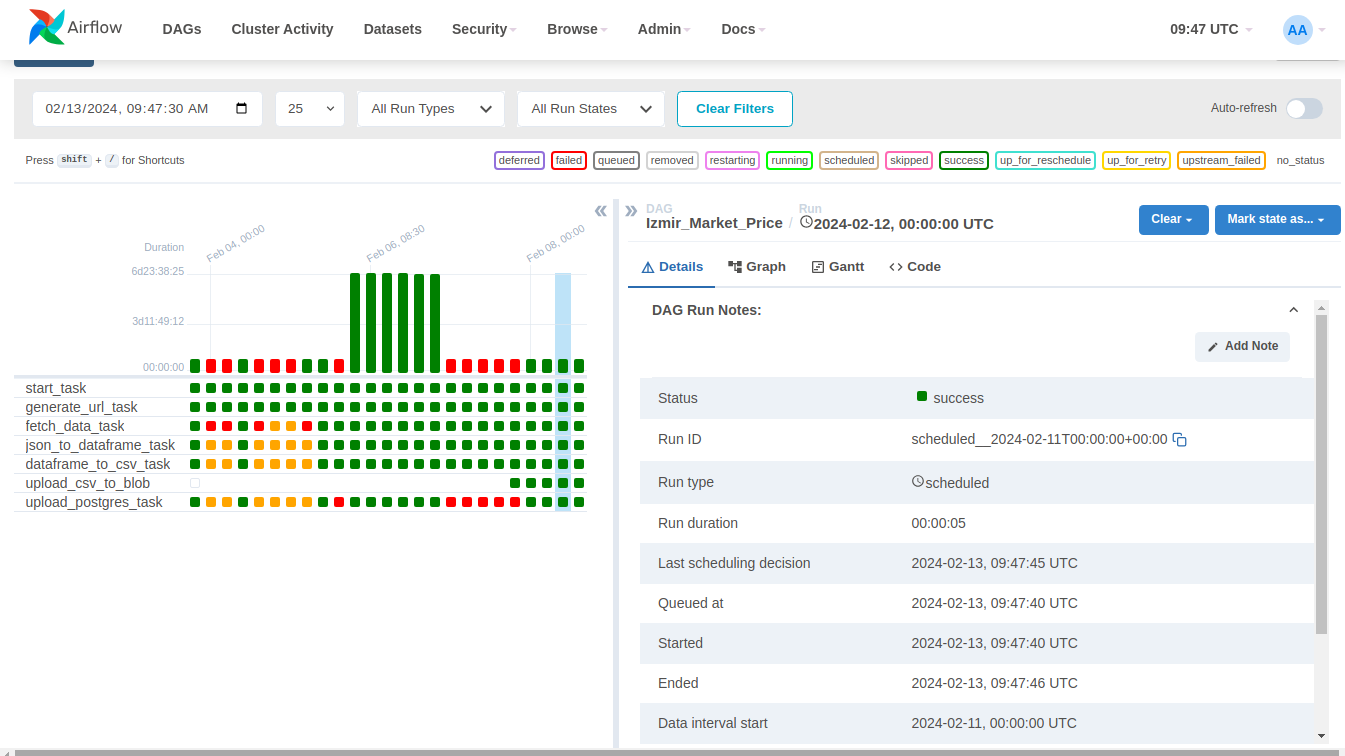 Airflow
DAGs
Cluster Activity
Datasets
Security
Browse
Admin
Docs
09:47 UTC
AA
02/13/2024, 09:47:30 AM
25
All Run Types
All Run States
Clear Filters
Auto-refresh
Press shift + / for Shortcuts
deferred
failed
queued
removed
restarting
running
scheduled
skipped
success
up_for_reschedule
up_for_retry
upstream_failed
no_status
Duration
6d23:38:25
3d11:49:12
00:00:00
Feb 04, 00:00
Feb 06, 08:30
Feb 08, 00:00
start_task
generate_url_task
fetch_data_task
json_to_dataframe_task
dataframe_to_csv_task
upload_csv_to_blob
upload_postgres_task
DAG
Izmir_Market_Price
/
Run
2024-02-12, 00:00:00 UTC
Clear
Mark state as...
Details
Graph
Gantt
Code
DAG Run Notes:
Add Note
Status
success
Run ID
scheduled__2024-02-11T00:00:00+00:00
Run type
scheduled
Run duration
00:00:05
Last scheduling decision
2024-02-13, 09:47:45 UTC
Queued at
2024-02-13, 09:47:40 UTC
Started
2024-02-13, 09:47:40 UTC
Ended
2024-02-13, 09:47:46 UTC
Data interval start
2024-02-11, 00:00:00 UTC